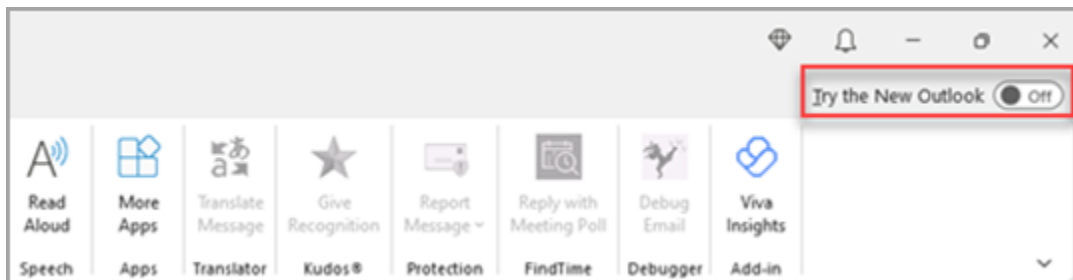 Try the New Outlook Off
Read Aloud
More Apps
Translate Message
Give Recognition
Report Message
Reply with Meeting Poll
Debug Email
Viva Insights
Speech
Apps
Translator
Kudos®
Protection
FindTime
Debugger
Add-in